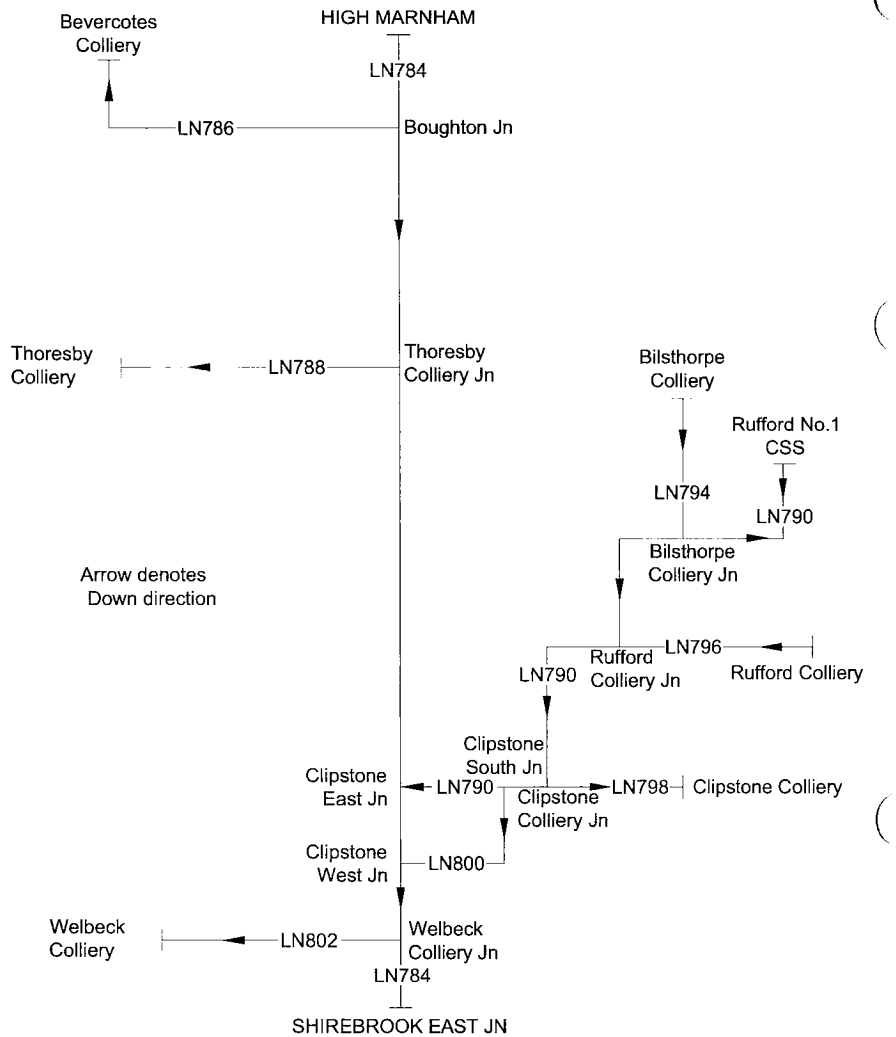 Bevercotes
Colliery
HIGH MARNHAM
LN784
LN786
Boughton Jn
Thoresby
Colliery
LN788
Thoresby
Colliery Jn
Bilsthorpe
Colliery
Rufford No.1
CSS
LN794
LN790
Bilsthorpe
Colliery Jn
Arrow denotes
Down direction
LN796
Rufford
Colliery Jn
Rufford Colliery
LN790
Clipstone
South Jn
Clipstone
East Jn
LN790
Clipstone
Colliery Jn
LN798
Clipstone Colliery
Clipstone
West Jn
LN800
Welbeck
Colliery
LN802
Welbeck
Colliery Jn
LN784
SHIREBROOK EAST JN